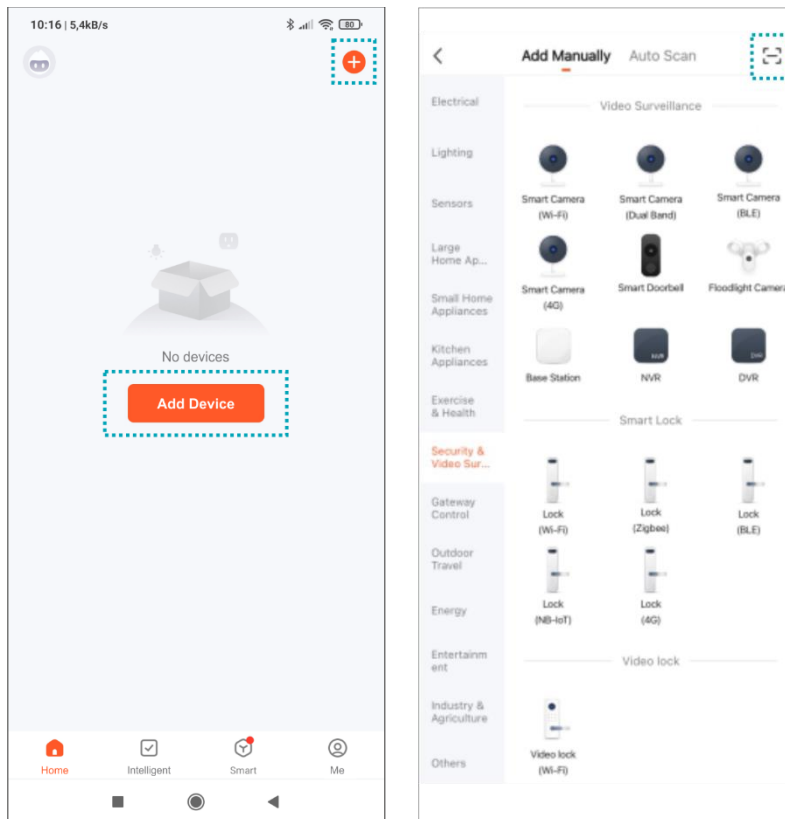 10:16 | 5,4kB/s
80
No devices
Add Device
Home
Intelligent
Smart
Me
Add Manually
Auto Scan
Electrical
Lighting
Sensors
Large
Home Ap...
Small Home
Appliances
Kitchen
Appliances
Exercise
& Health
Security &
Video Sur...
Gateway
Control
Outdoor
Travel
Energy
Entertainm
ent
Industry &
Agriculture
Others
Video Surveillance
Smart Camera
(Wi-Fi)
Smart Camera
(Dual Band)
Smart Camera
(BLE)
Smart Camera
(4G)
Smart Doorbell
Floodlight Camera
NVR
DVR
Base Station
NVR
DVR
Smart Lock
Lock
(Wi-Fi)
Lock
(Zigbee)
Lock
(BLE)
Lock
(NB-IoT)
Lock
(4G)
Video lock
Video lock
(Wi-Fi)